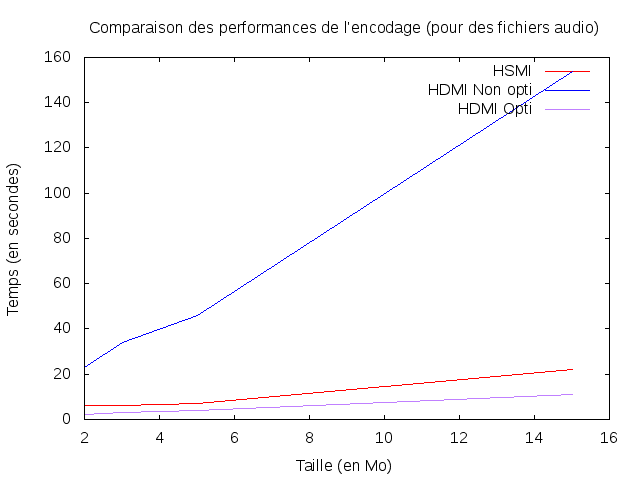 Comparaison des performances de l'encodage (pour des fichiers audio)
160
140
120
100
80
60
40
20
0
Temps (en secondes)
HSMI
HDMI Non opti
HDMI Opti
2 4 6 8 10 12 14 16
Taille (en Mo)